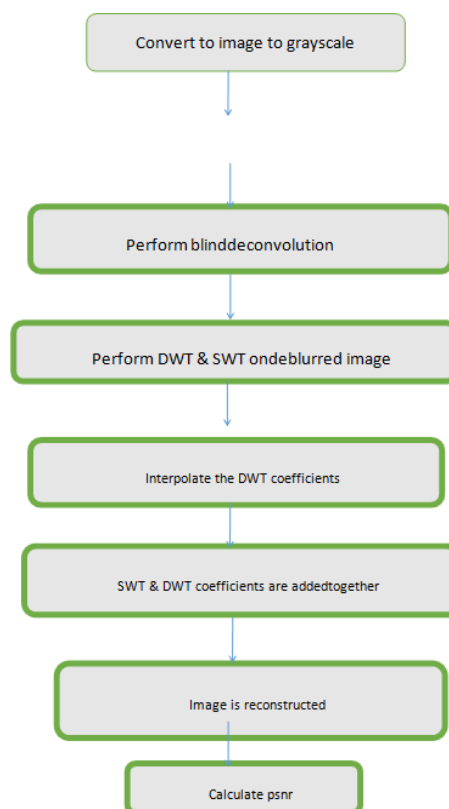 Convert to image to grayscale
Perform blinddeconvolution
Perform DWT & SWT ondeblurred image
Interpolate the DWT coefficients
SWT & DWT coefficients are addedtogether
Image is reconstructed
Calculate psnr